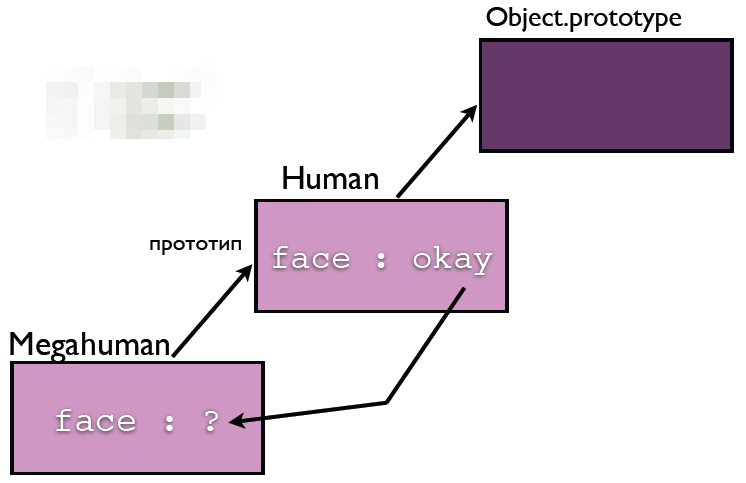 Object.prototype
Human
прототип
face : okay
Megahuman
face : ?